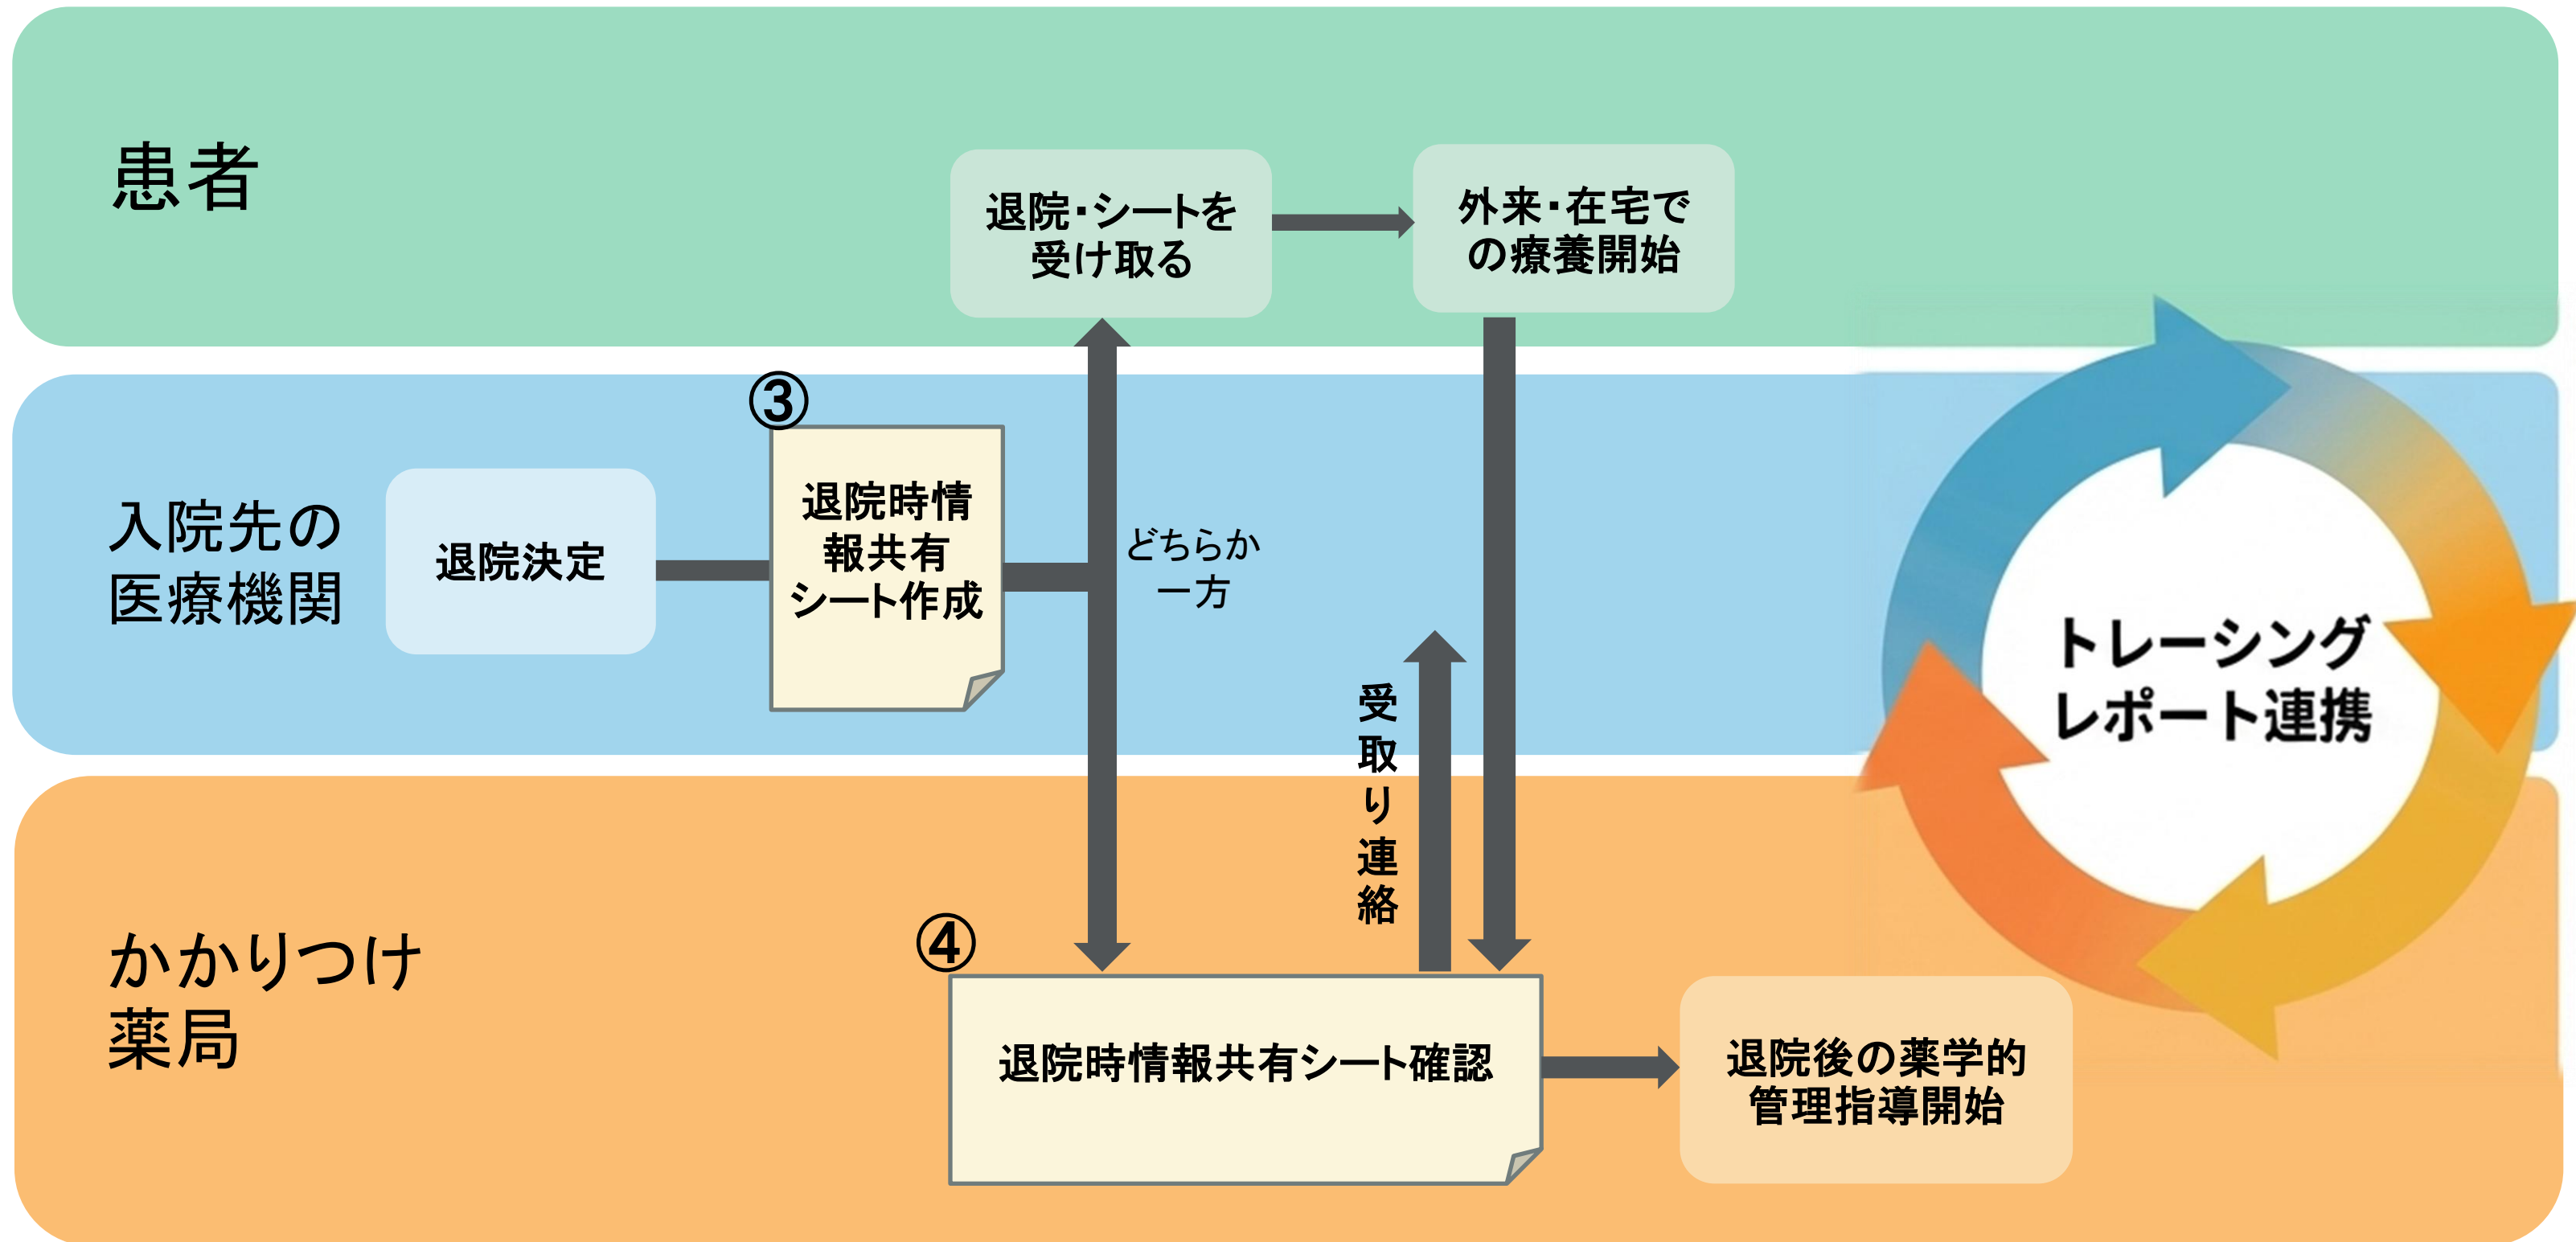 患者
退院・シートを
受け取る
外来・在宅で
の療養開始
入院先の
医療機関
退院決定
③
退院時情
報共有
シート作成
どちらか
一方
受取り連絡
トレーシング
レポート連携
かかりつけ
薬局
④
退院時情報共有シート確認
退院後の薬学的
管理指導開始